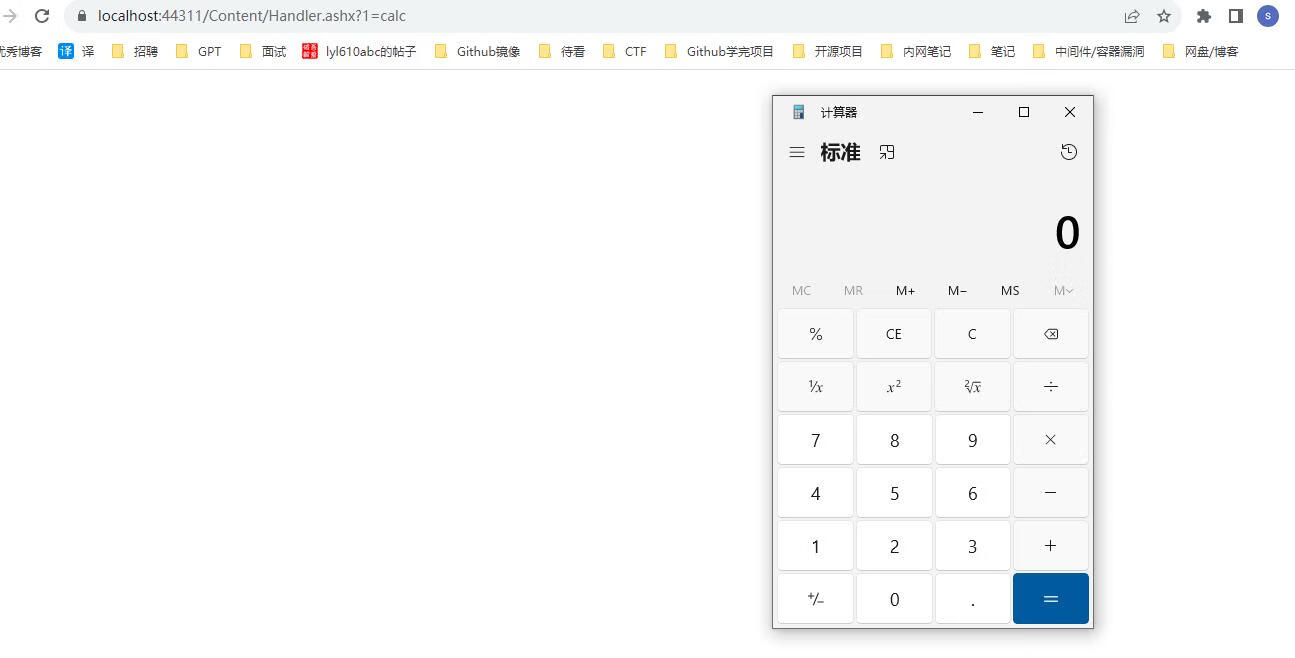 localhost:44311/Content/Handler.ashx?1=calc
S
优秀博客 译 译 招聘 GPT 面试 lyl610abc的帖子 Github镜像 待看 CTF Github学完项目 开源项目 内网笔记 笔记 中间件/容器漏洞 网盘/博客
计算器
标准
0
MC MR M+ M− MS M
% CE C
¹⁄x x² ²√x ÷
7 8 9 ×
4 5 6 −
1 2 3 +
+/− 0 . =